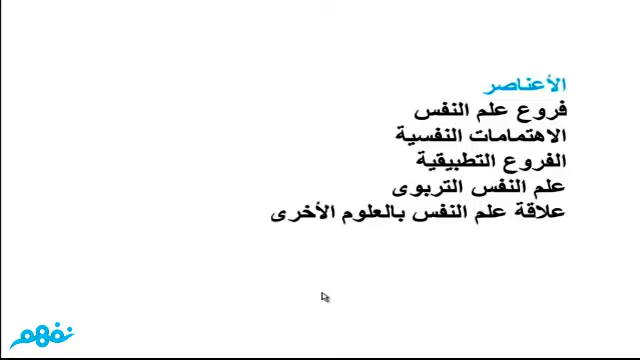 الأعناصر
فروع علم النفس
الاهتمامات النفسية
الفروع التطبيقية
علم النفس التربوى
علاقة علم النفس بالعلوم الأخرى
نفهم